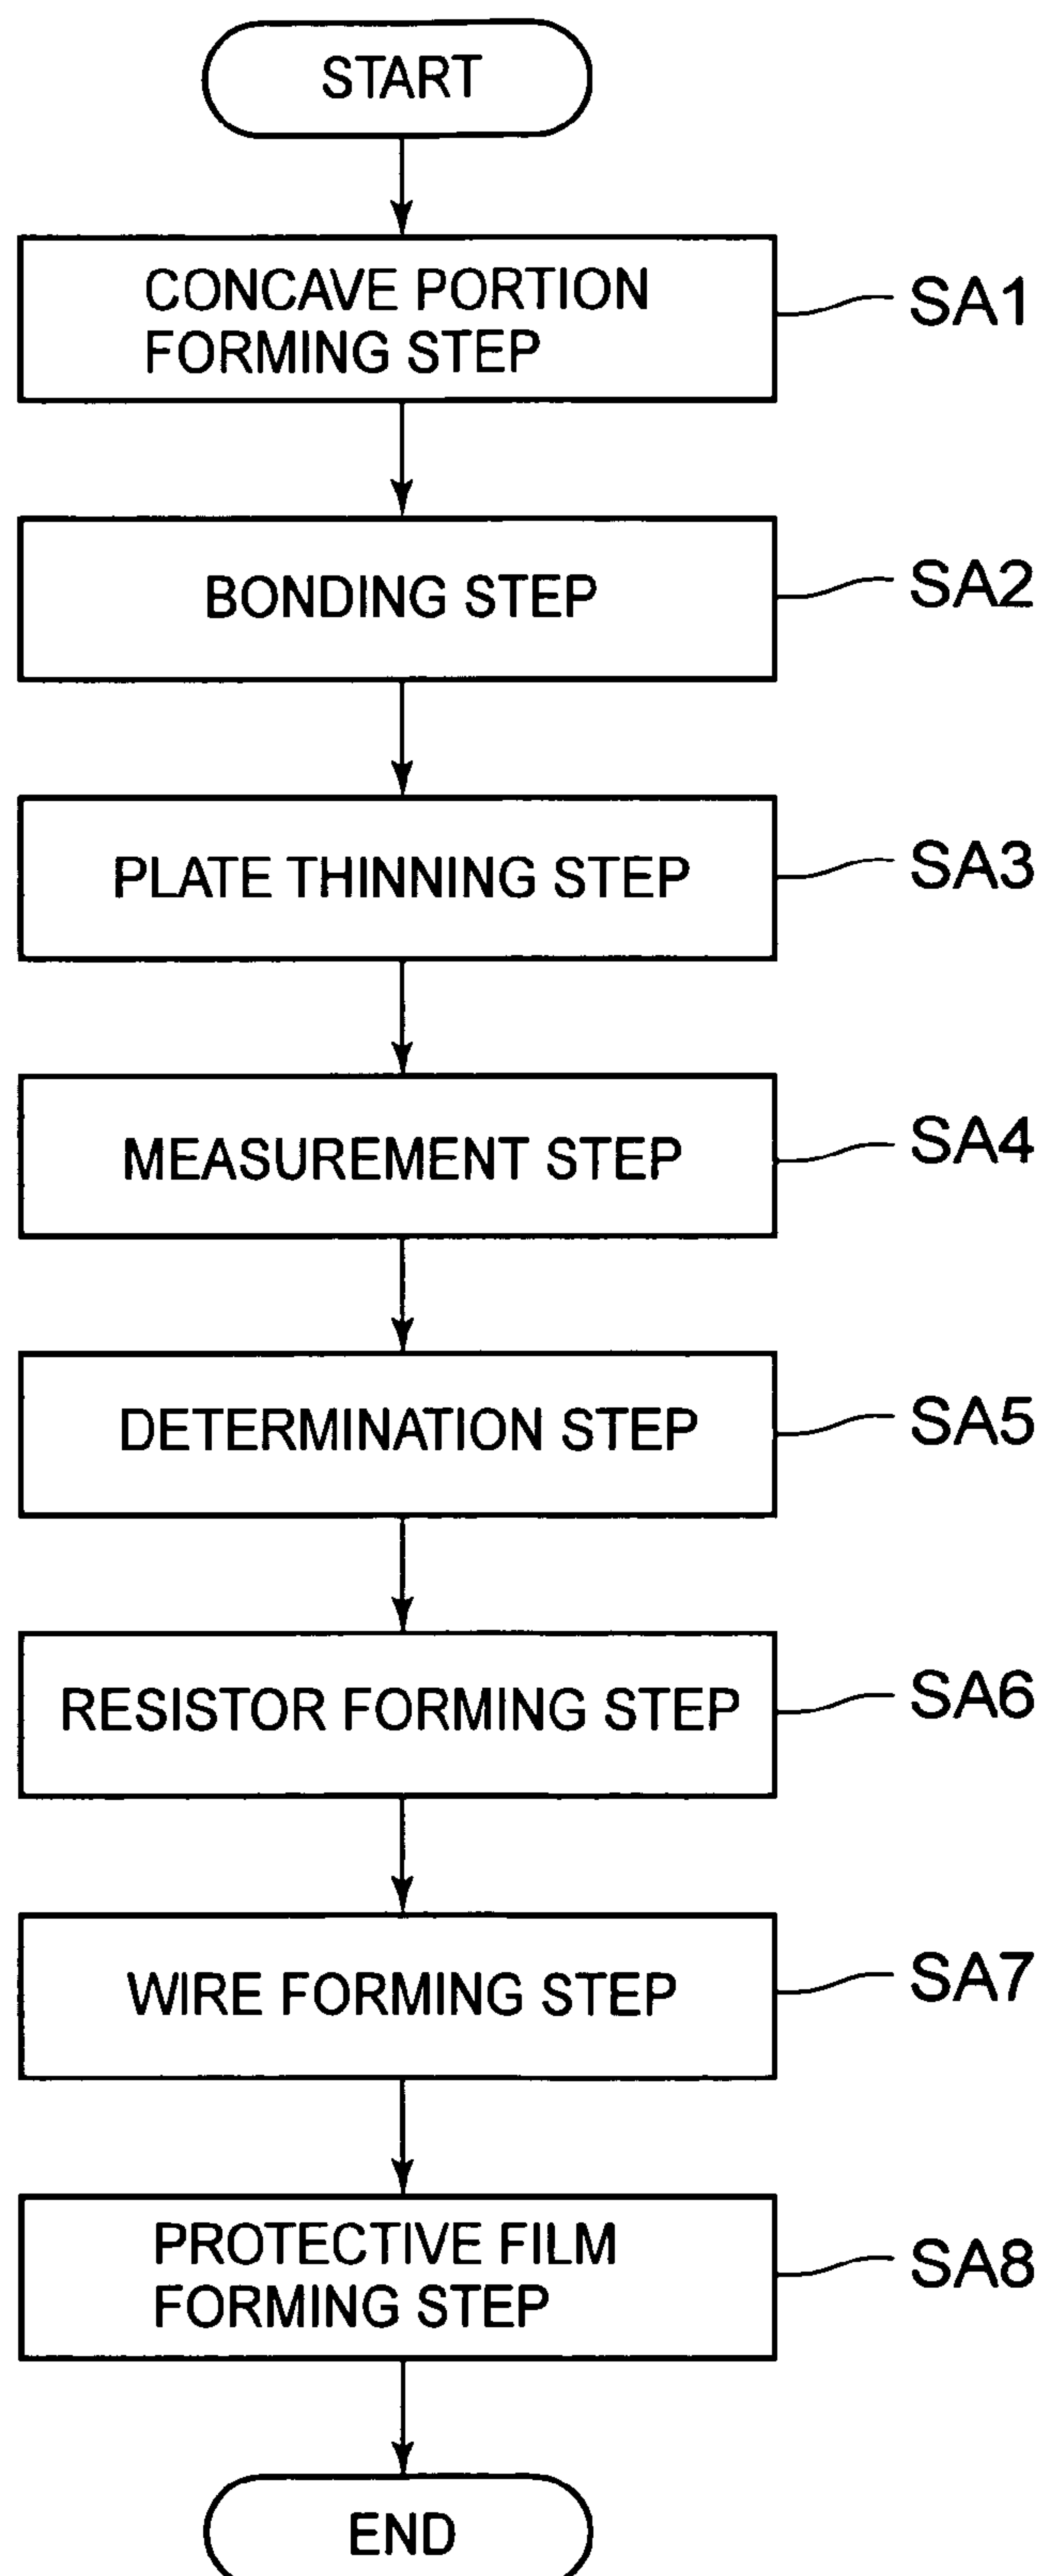 START
CONCAVE PORTION
FORMING STEP
SA1
BONDING STEP
SA2
PLATE THINNING STEP
SA3
MEASUREMENT STEP
SA4
DETERMINATION STEP
SA5
RESISTOR FORMING STEP
SA6
WIRE FORMING STEP
SA7
PROTECTIVE FILM
FORMING STEP
SA8
END